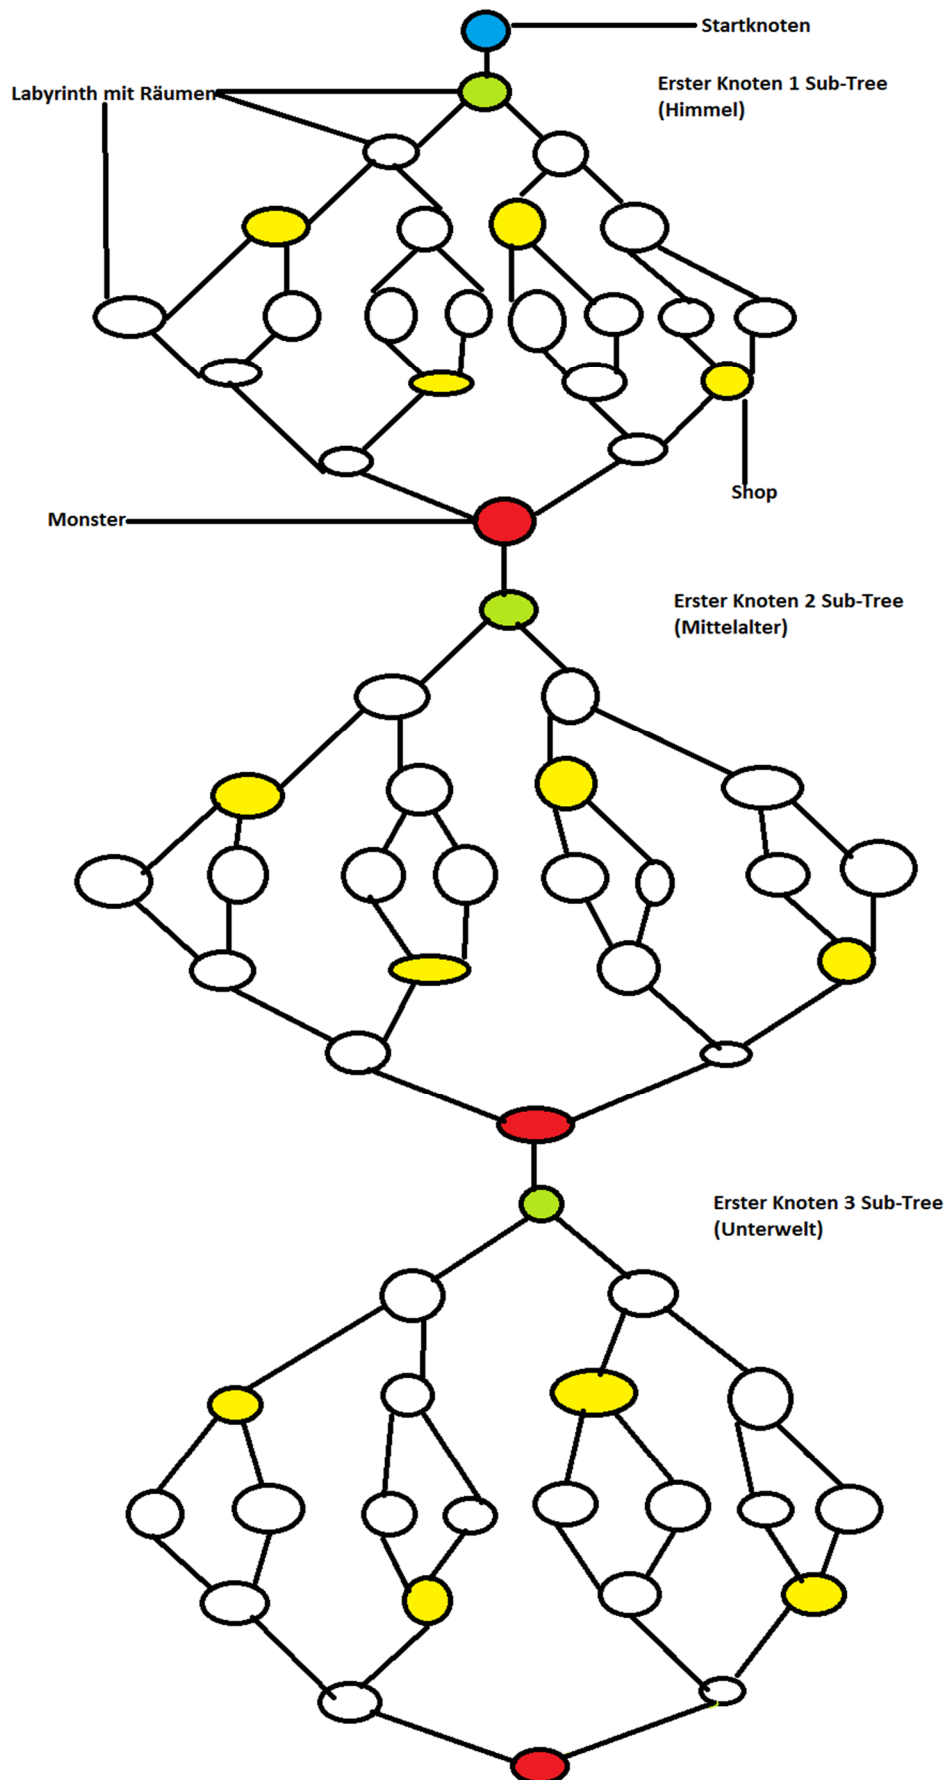 Startknoten
Labyrinth mit Räumen
Erster Knoten 1 Sub-Tree
(Himmel)
Shop
Monster
Erster Knoten 2 Sub-Tree
(Mittelalter)
Erster Knoten 3 Sub-Tree
(Unterwelt)